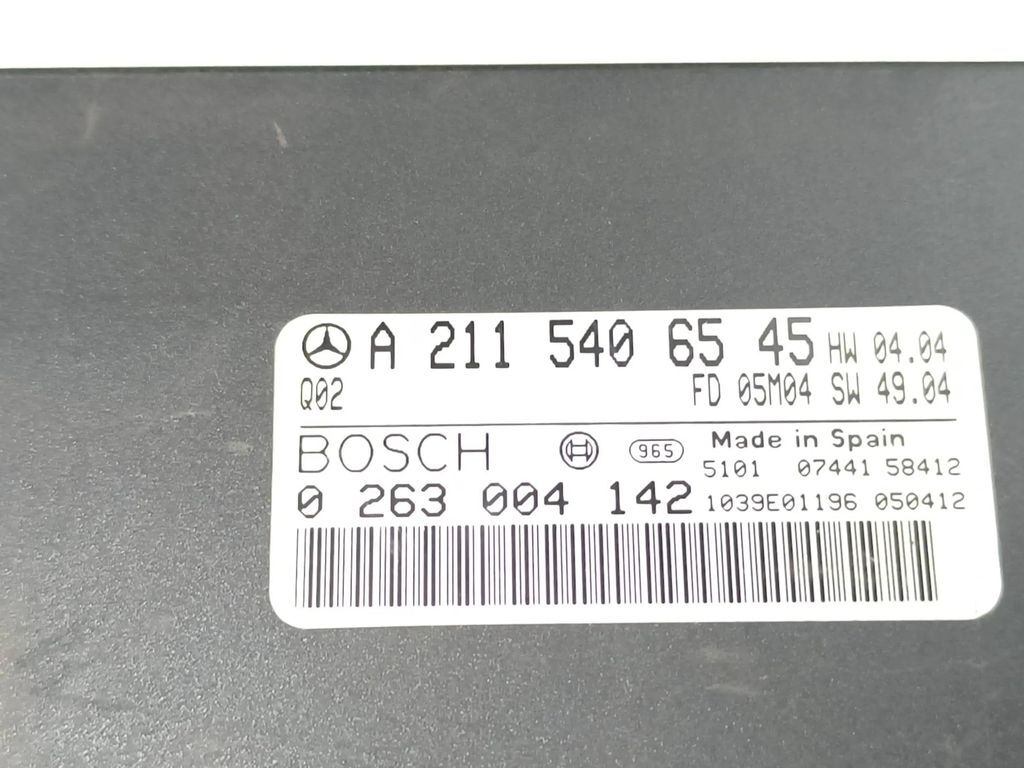 A 211 540 65 45 HW 04.04
Q02 FD 05M04 SW 49.04
BOSCH 965 Made in Spain
5101 07441 58412
0 263 004 142 1039E01196 050412